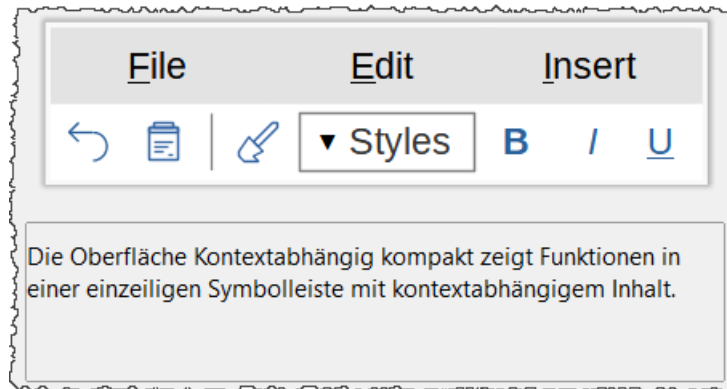 File Edit Insert
▼ Styles B I U
Die Oberfläche Kontextabhängig kompakt zeigt Funktionen in
einer einzeiligen Symbolleiste mit kontextabhängigem Inhalt.